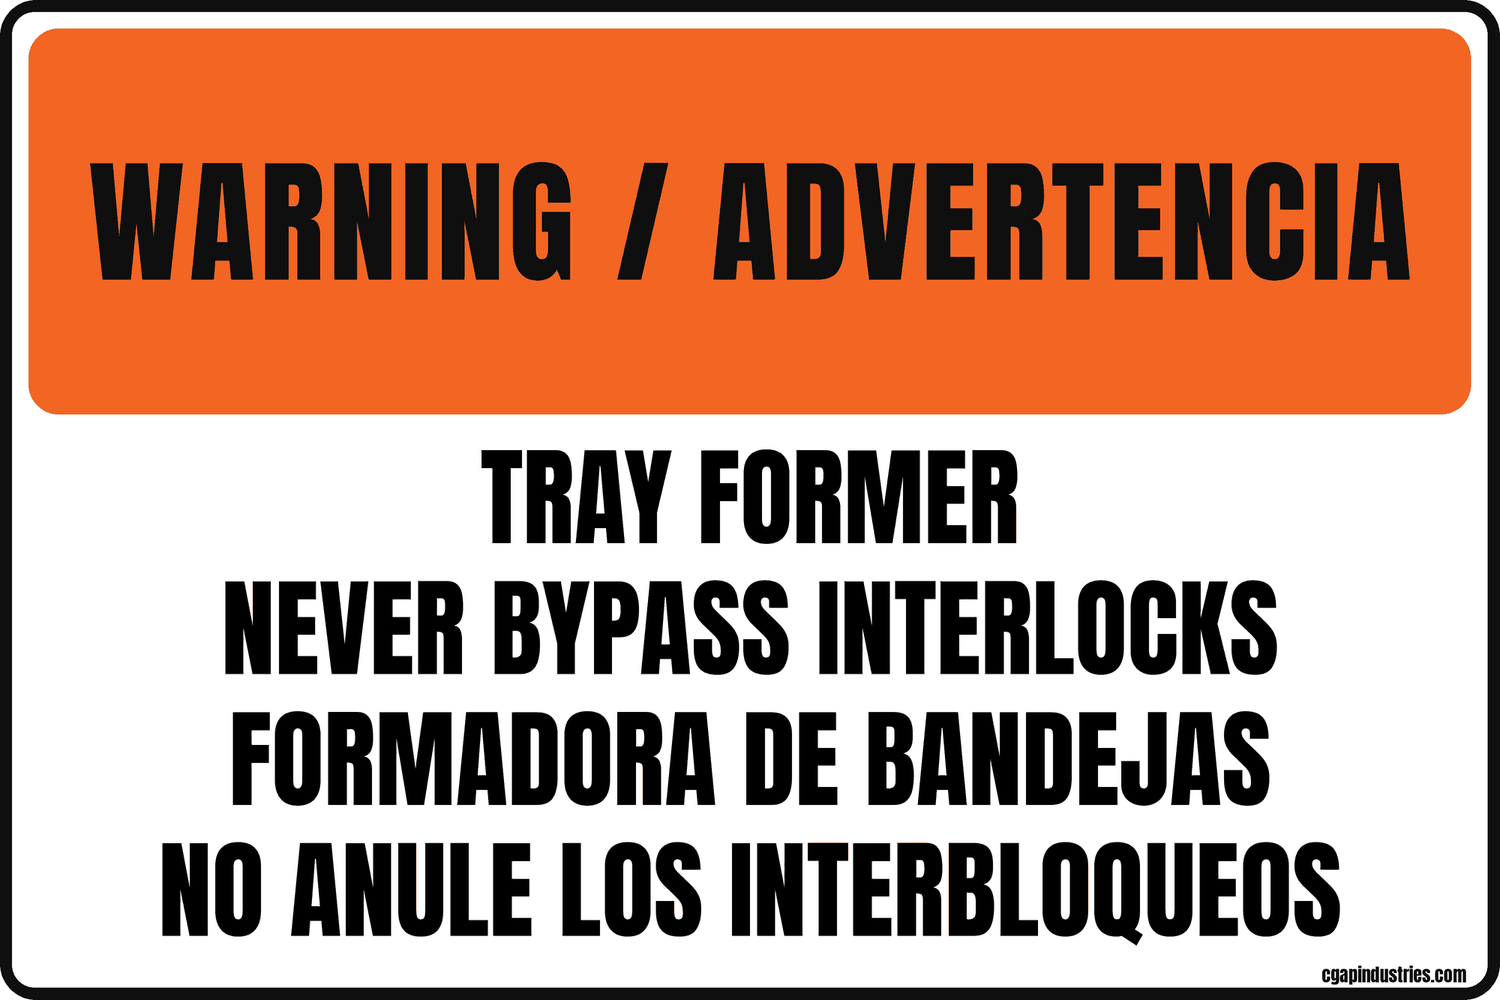 WARNING / ADVERTENCIA
TRAY FORMER
NEVER BYPASS INTERLOCKS
FORMADORA DE BANDEJAS
NO ANULE LOS INTERBLOQUEOS
cgapindustries.com